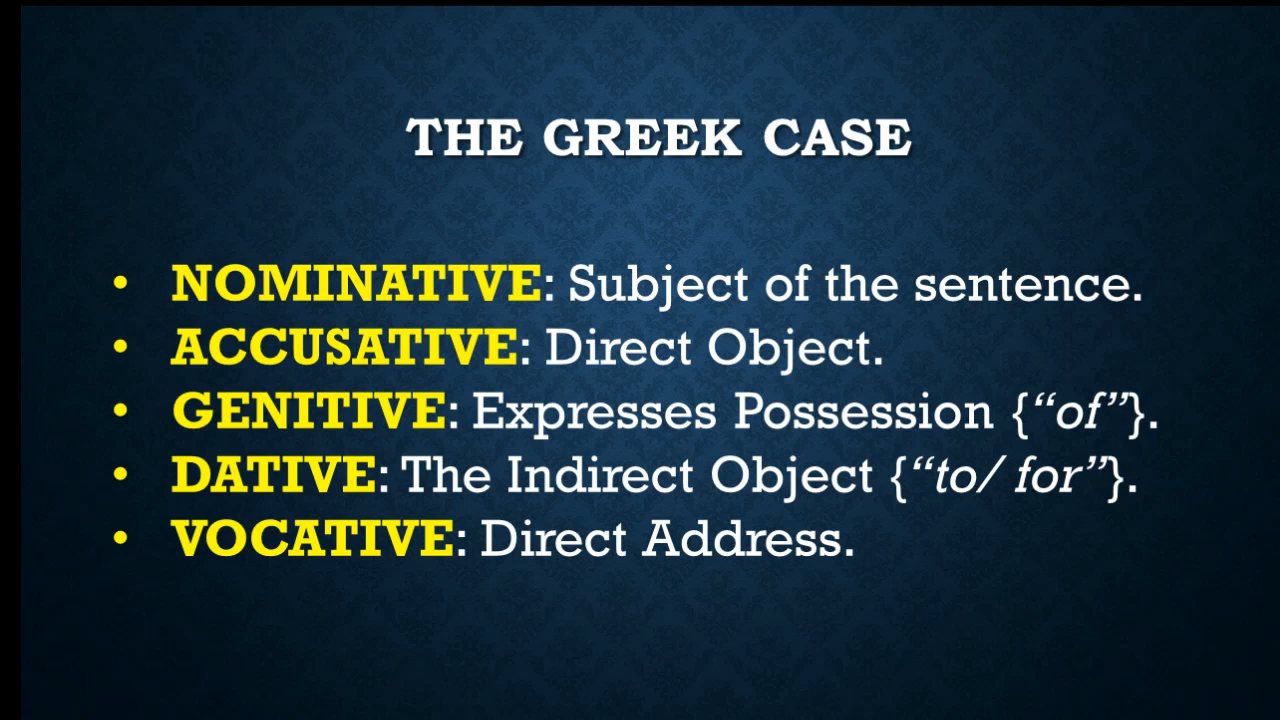 THE GREEK CASE
• NOMINATIVE: Subject of the sentence.
• ACCUSATIVE: Direct Object.
• GENITIVE: Expresses Possession {“of”}.
• DATIVE: The Indirect Object {“to/ for”}.
• VOCATIVE: Direct Address.